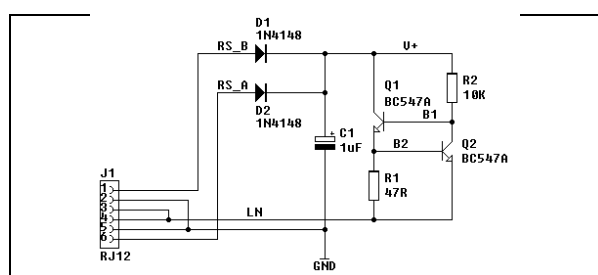 D1
1N4148
RS_B
V+
Q1
BC547A
R2
10K
RS_A
B1
D2
1N4148
C1
1uF
+
B2
Q2
BC547A
R1
47R
J1
1
2
3
4
5
6
RJ12
LN
GND